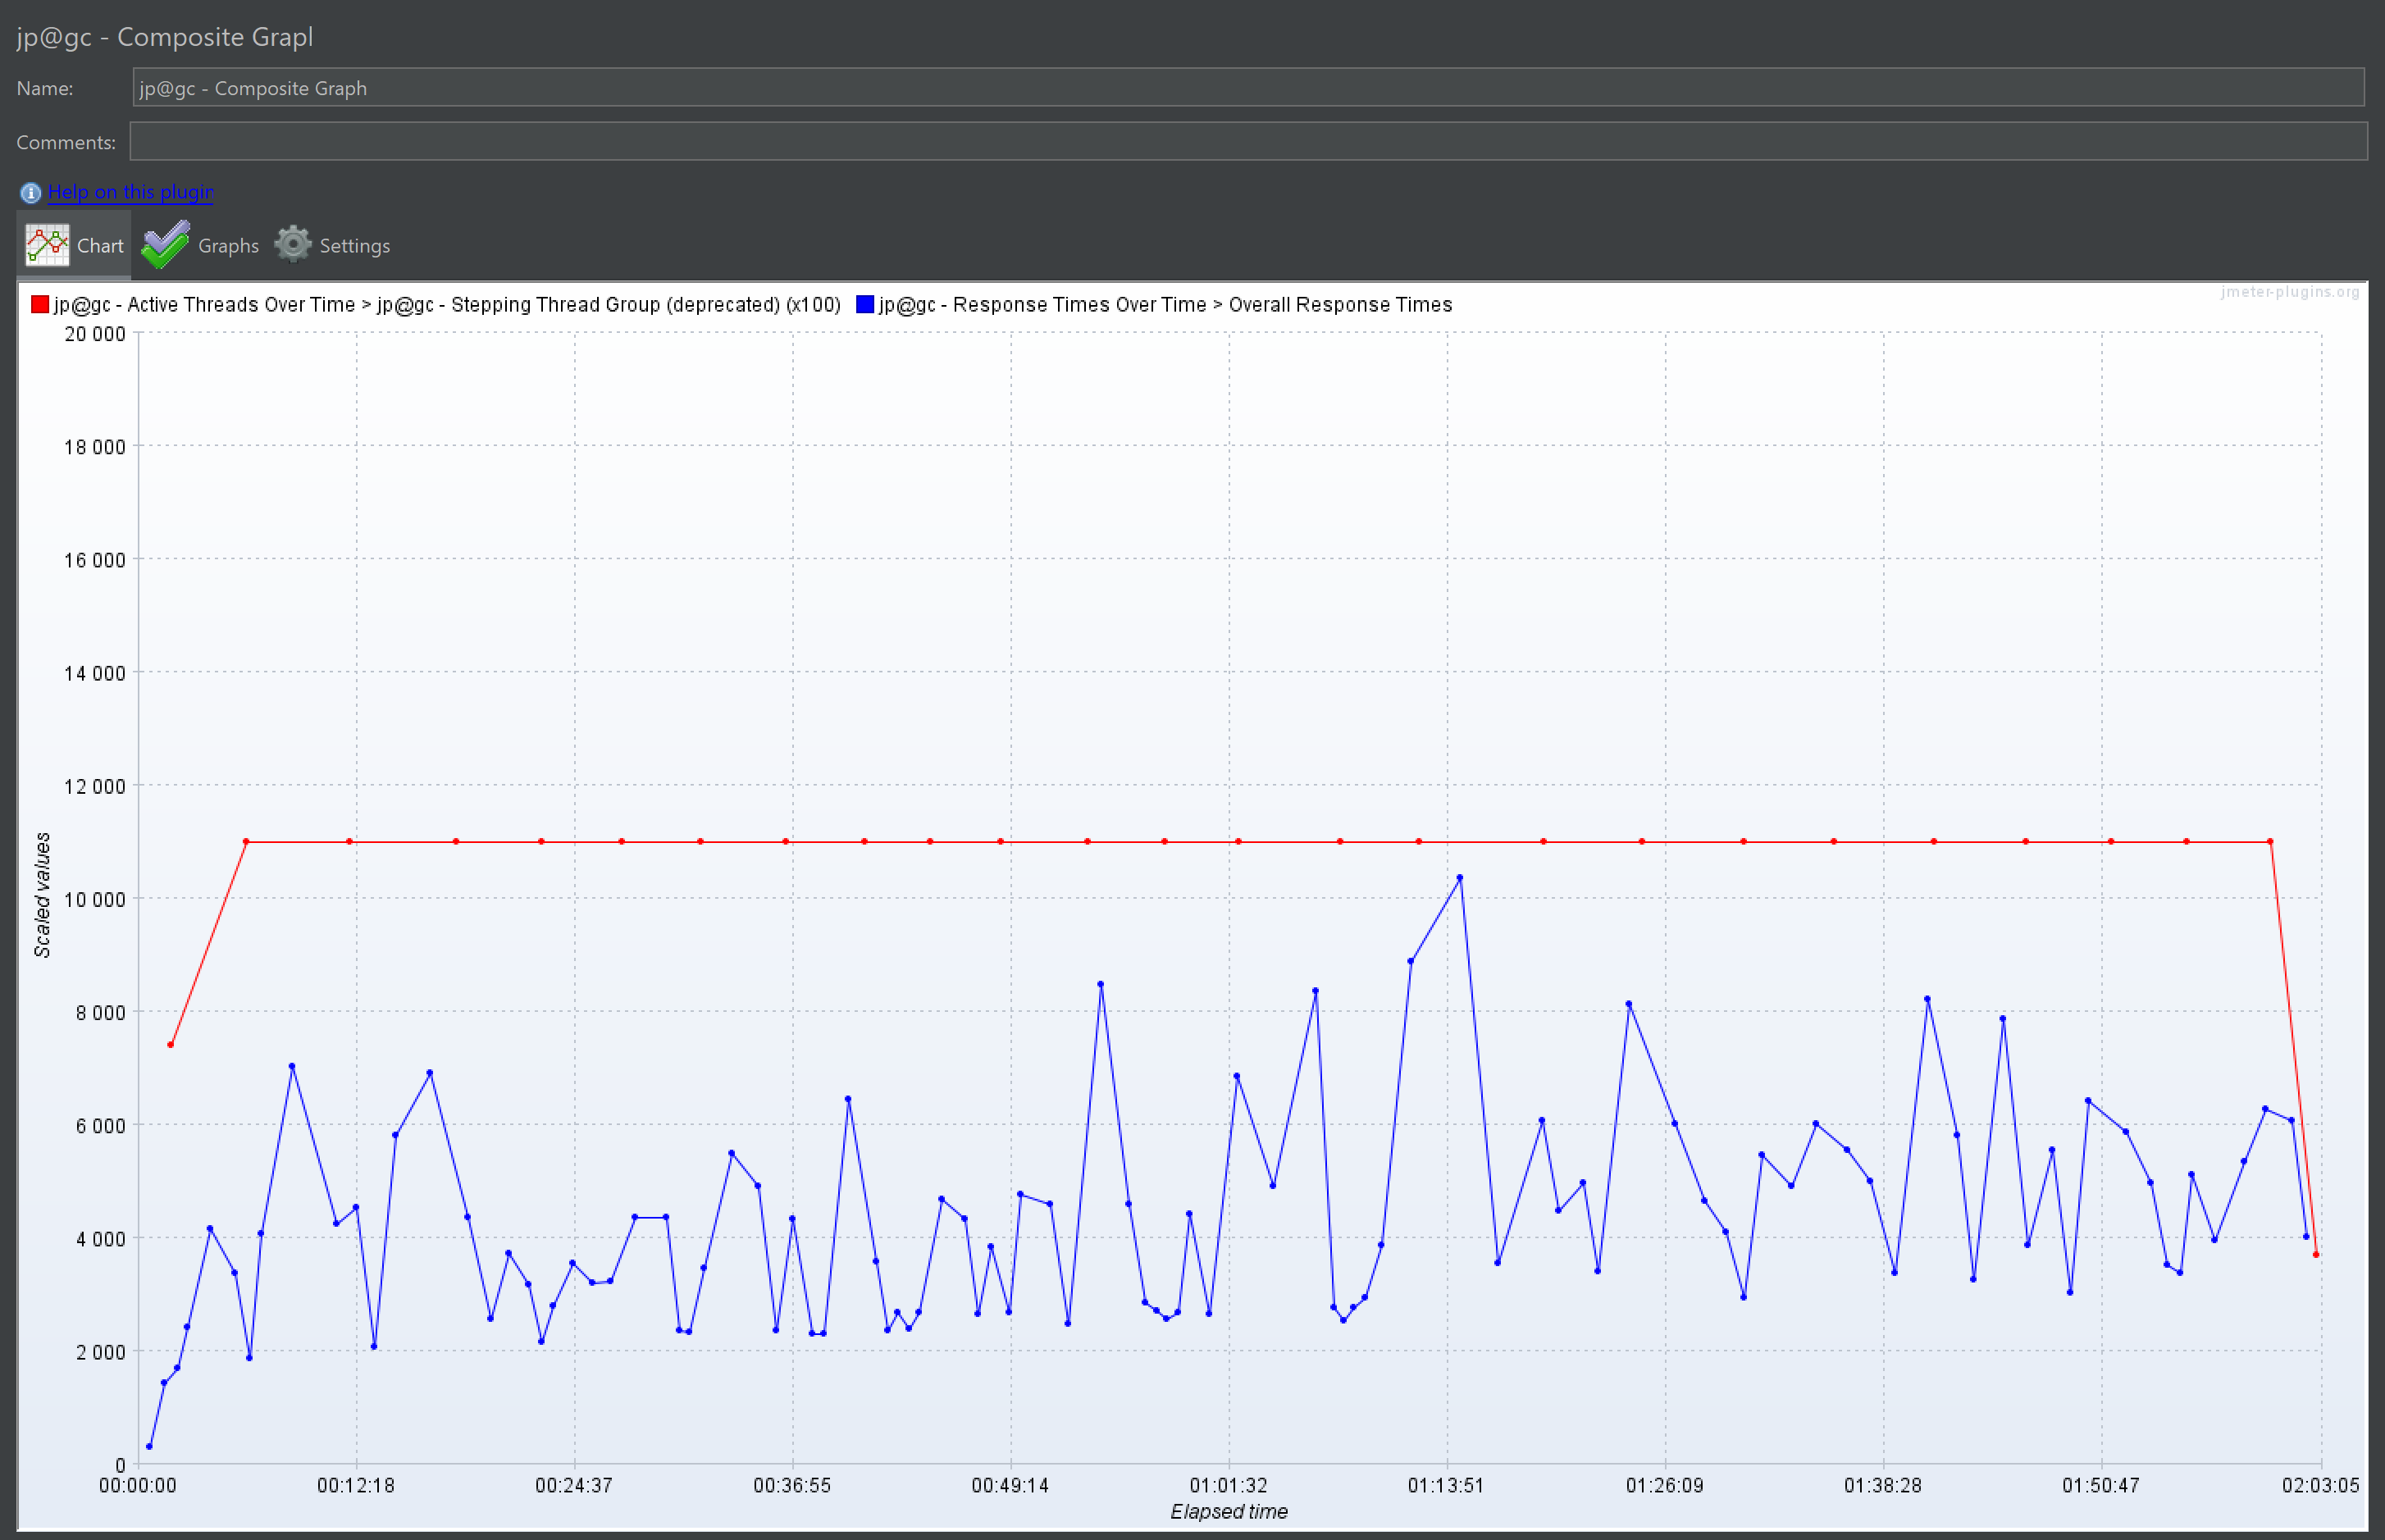 jp@gc - Composite Grapl
Name: jp@gc - Composite Graph
Comments:
Help on this plugin
Chart Graphs Settings
jp@gc - Active Threads Over Time > jp@gc - Stepping Thread Group (deprecated) (x100) jp@gc - Response Times Over Time > Overall Response Times
jmeter-plugins.org
20 000
18 000
16 000
14 000
12 000
10 000
8 000
6 000
4 000
2 000
0
Scaled values
00:00:00 00:12:18 00:24:37 00:36:55 00:49:14 01:01:32 01:13:51 01:26:09 01:38:28 01:50:47 02:03:05
Elapsed time